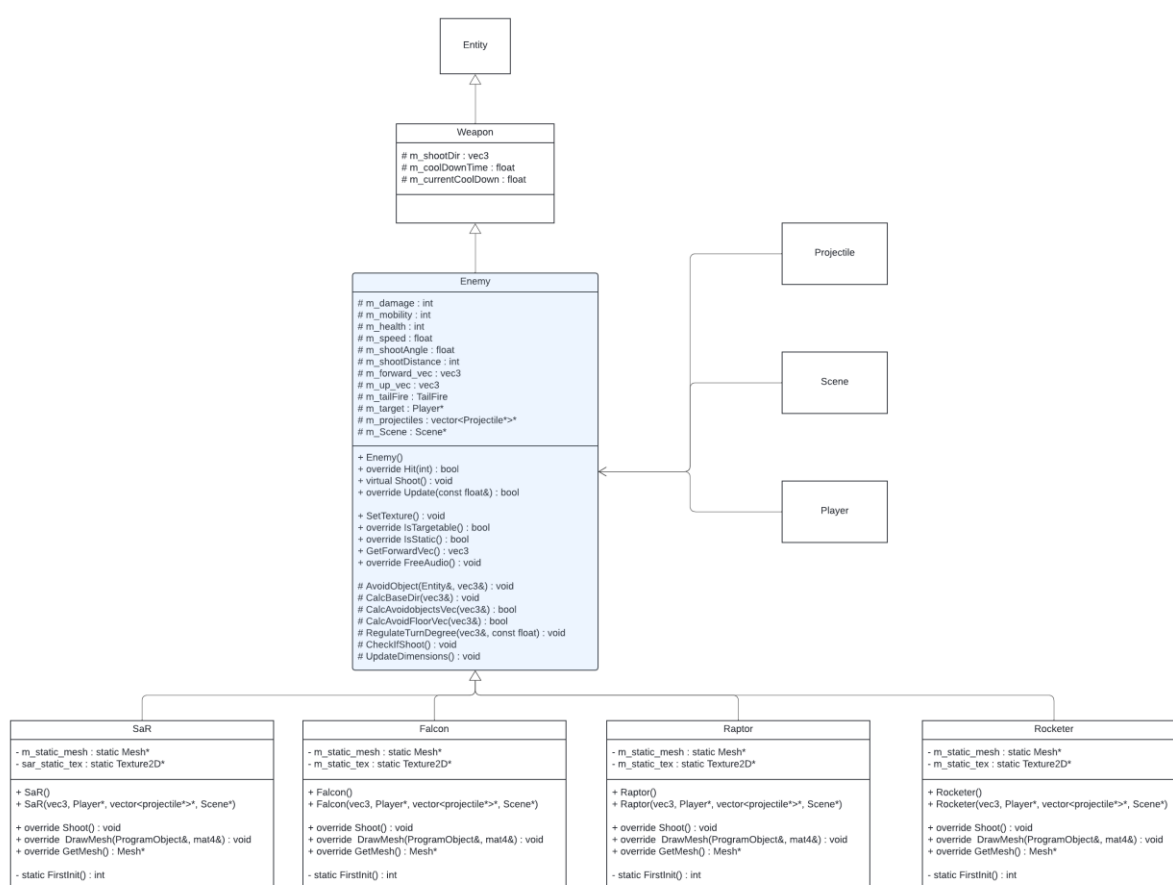 Entity
Weapon
# m_shootDir : vec3
# m_coolDownTime : float
# m_currentCoolDown : float
Enemy
# m_damage : int
# m_mobility : int
# m_health : int
# m_speed : float
# m_shootAngle : float
# m_shootDistance : int
# m_forward_vec : vec3
# m_up_vec : vec3
# m_tailFire : TailFire
# m_target : Player*
# m_projectiles : vector<Projectile*>*
# m_Scene : Scene*
+ Enemy()
+ override Hit(int) : bool
+ virtual Shoot() : void
+ override Update(const float&) : bool
+ SetTexture() : void
+ override IsTargetable() : bool
+ override IsStatic() : bool
+ GetForwardVec() : vec3
+ override FreeAudio() : void
# AvoidObject(Entity&, vec3&) : void
# CalcBaseDir(vec3&) : void
# CalcAvoidobjectsVec(vec3&) : bool
# CalcAvoidFloorVec(vec3&) : bool
# RegulateTurnDegree(vec3&, const float) : void
# CheckIfShoot() : void
# UpdateDimensions() : void
Projectile
Scene
Player
SaR
- m_static_mesh : static Mesh*
- sar_static_tex : static Texture2D*
+ SaR()
+ SaR(vec3, Player*, vector<projectile*>*, Scene*)
+ override Shoot() : void
+ override  DrawMesh(ProgramObject&, mat4&) : void
+ override GetMesh() : Mesh*
- static FirstInit() : int
Falcon
- m_static_mesh : static Mesh*
- m_static_tex : static Texture2D*
+ Falcon()
+ Falcon(vec3, Player*, vector<projectile*>*, Scene*)
+ override Shoot() : void
+ override  DrawMesh(ProgramObject&, mat4&) : void
+ override GetMesh() : Mesh*
- static FirstInit() : int
Raptor
- m_static_mesh : static Mesh*
- m_static_tex : static Texture2D*
+ Raptor()
+ Raptor(vec3, Player*, vector<projectile*>*, Scene*)
+ override Shoot() : void
+ override  DrawMesh(ProgramObject&, mat4&) : void
+ override GetMesh() : Mesh*
- static FirstInit() : int
Rocketer
- m_static_mesh : static Mesh*
- m_static_tex : static Texture2D*
+ Rocketer()
+ Rocketer(vec3, Player*, vector<projectile*>*, Scene*)
+ override Shoot() : void
+ override  DrawMesh(ProgramObject&, mat4&) : void
+ override GetMesh() : Mesh*
- static FirstInit() : int